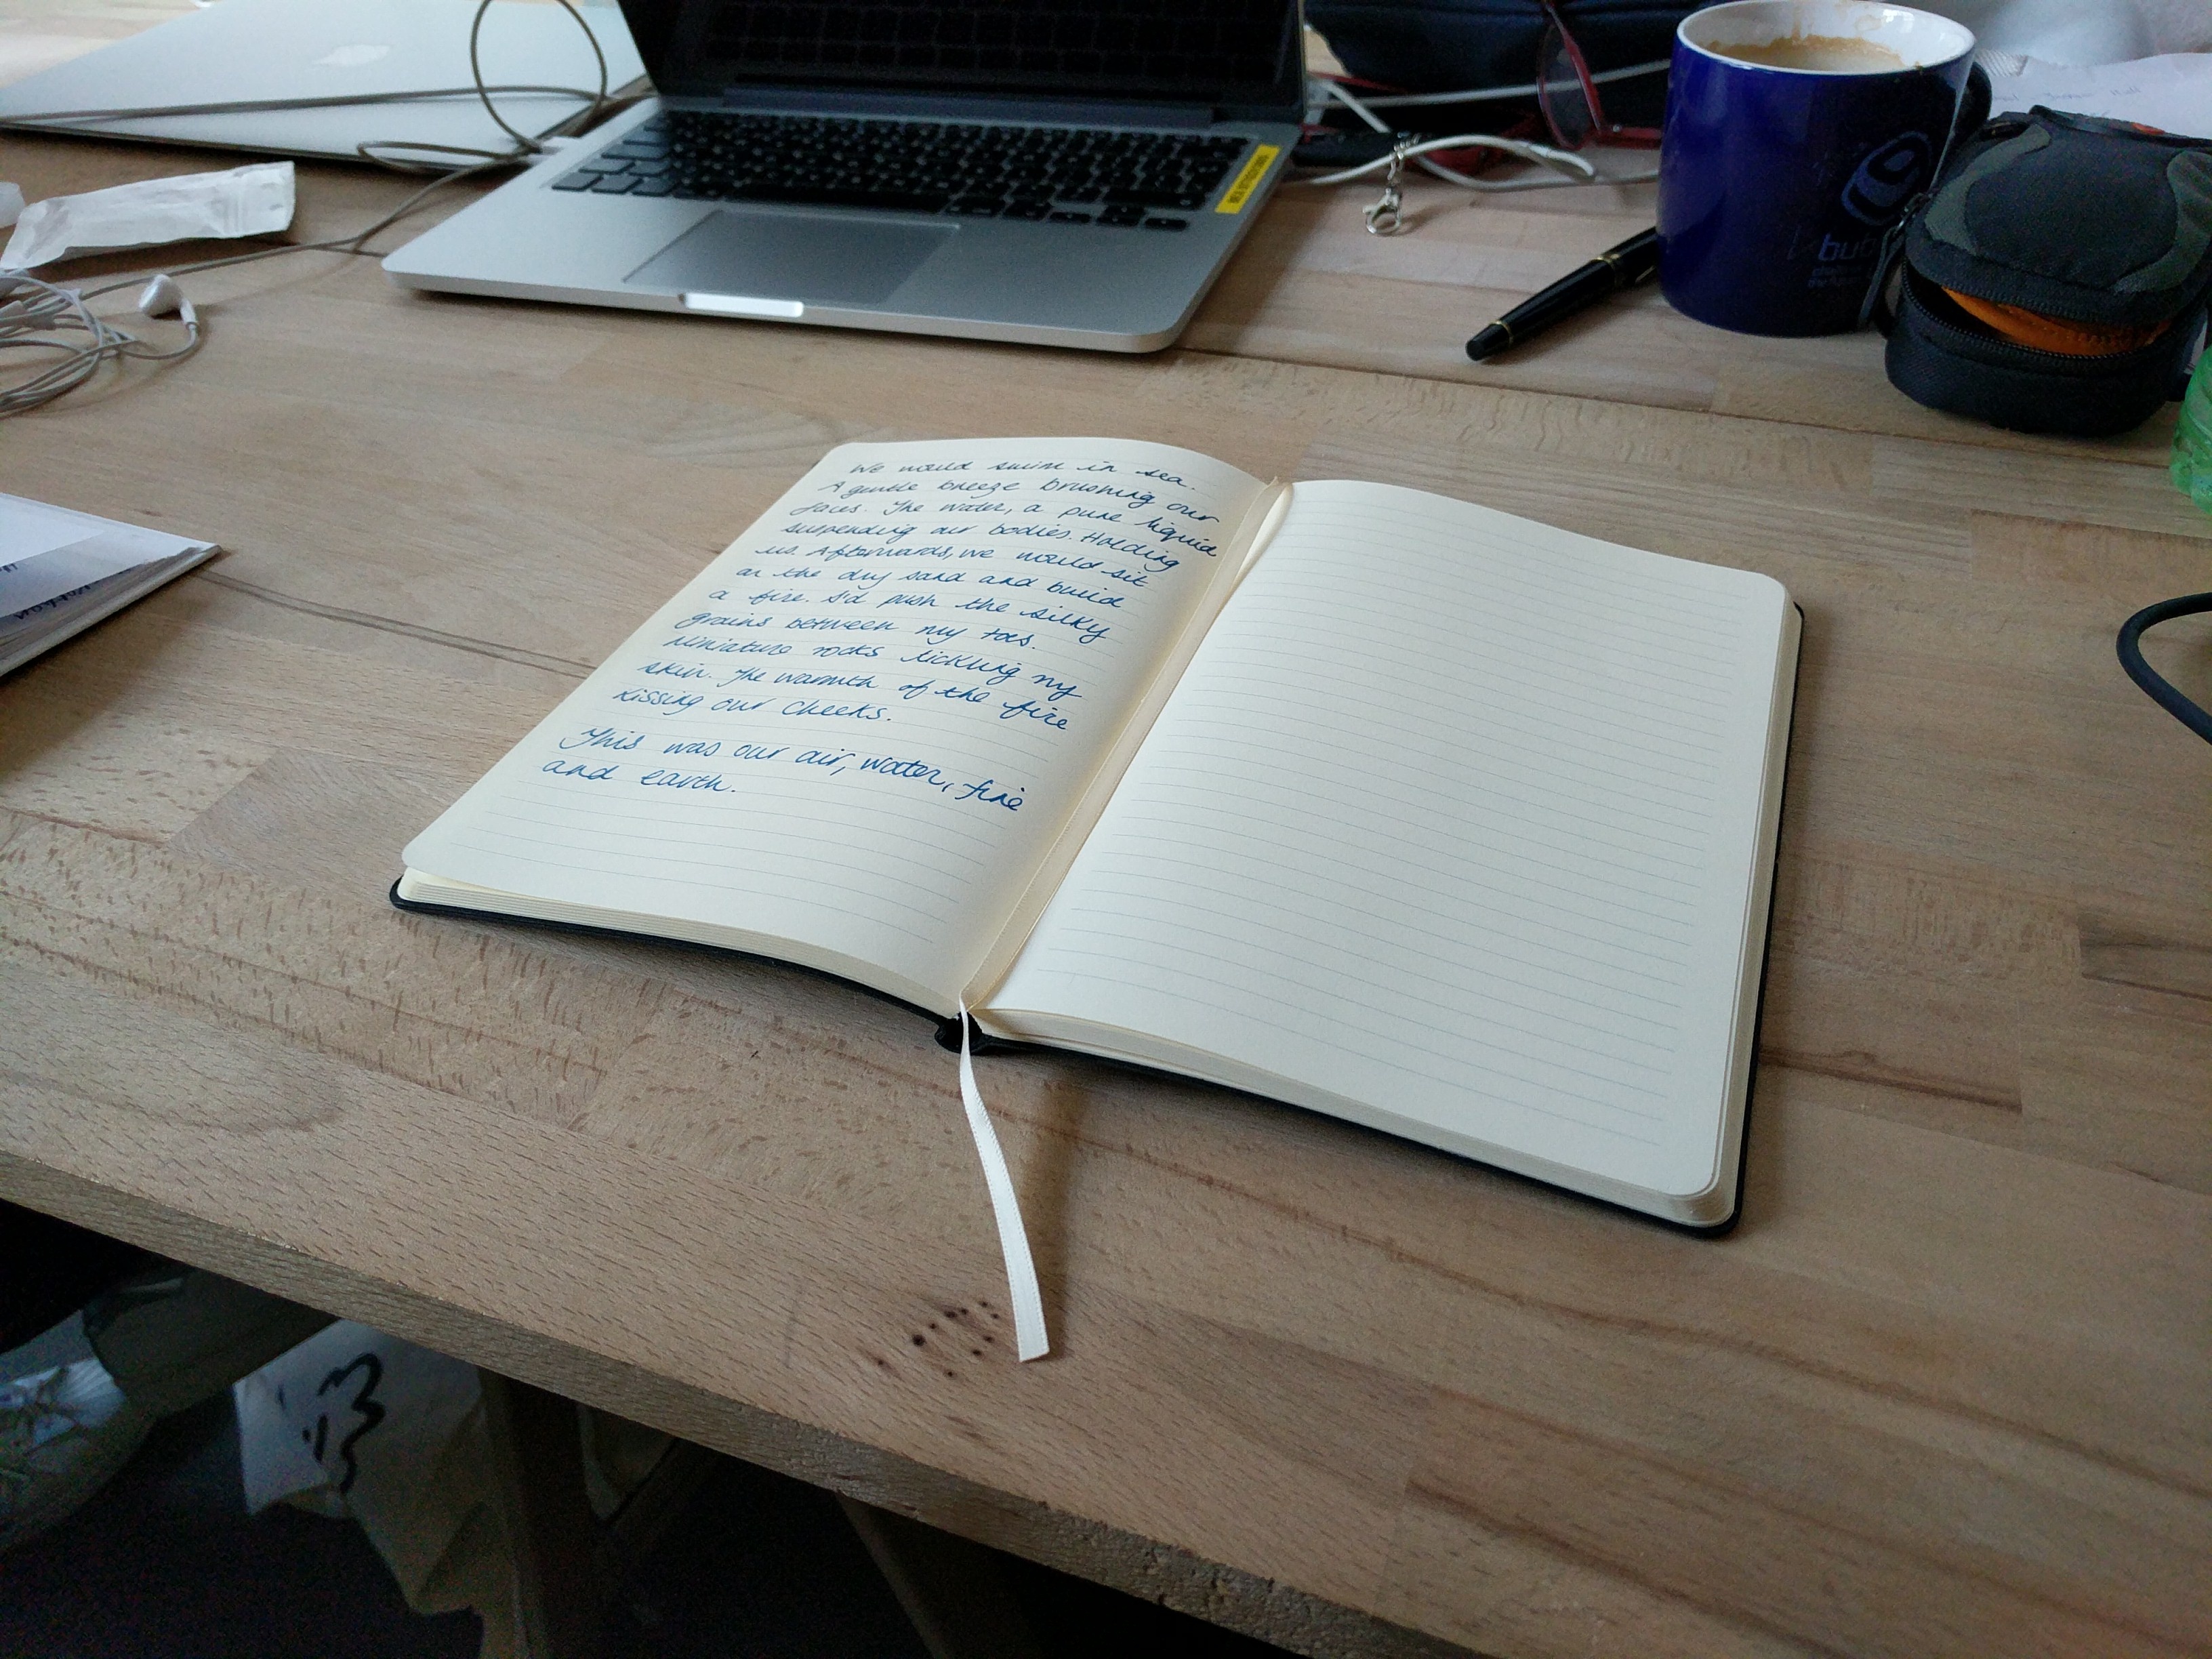 We would swim in sea.
A gentle breeze brushing our
faces. The water, a pure liquid
suspending our bodies. Holding
us. Afterwards, we would sit
on the dry sand and build
a fire. I'd push the silky
grains between my toes.
Miniature rocks tickling my
skin. The warmth of the fire
kissing our cheeks.
This was our air, water, fire
and earth.